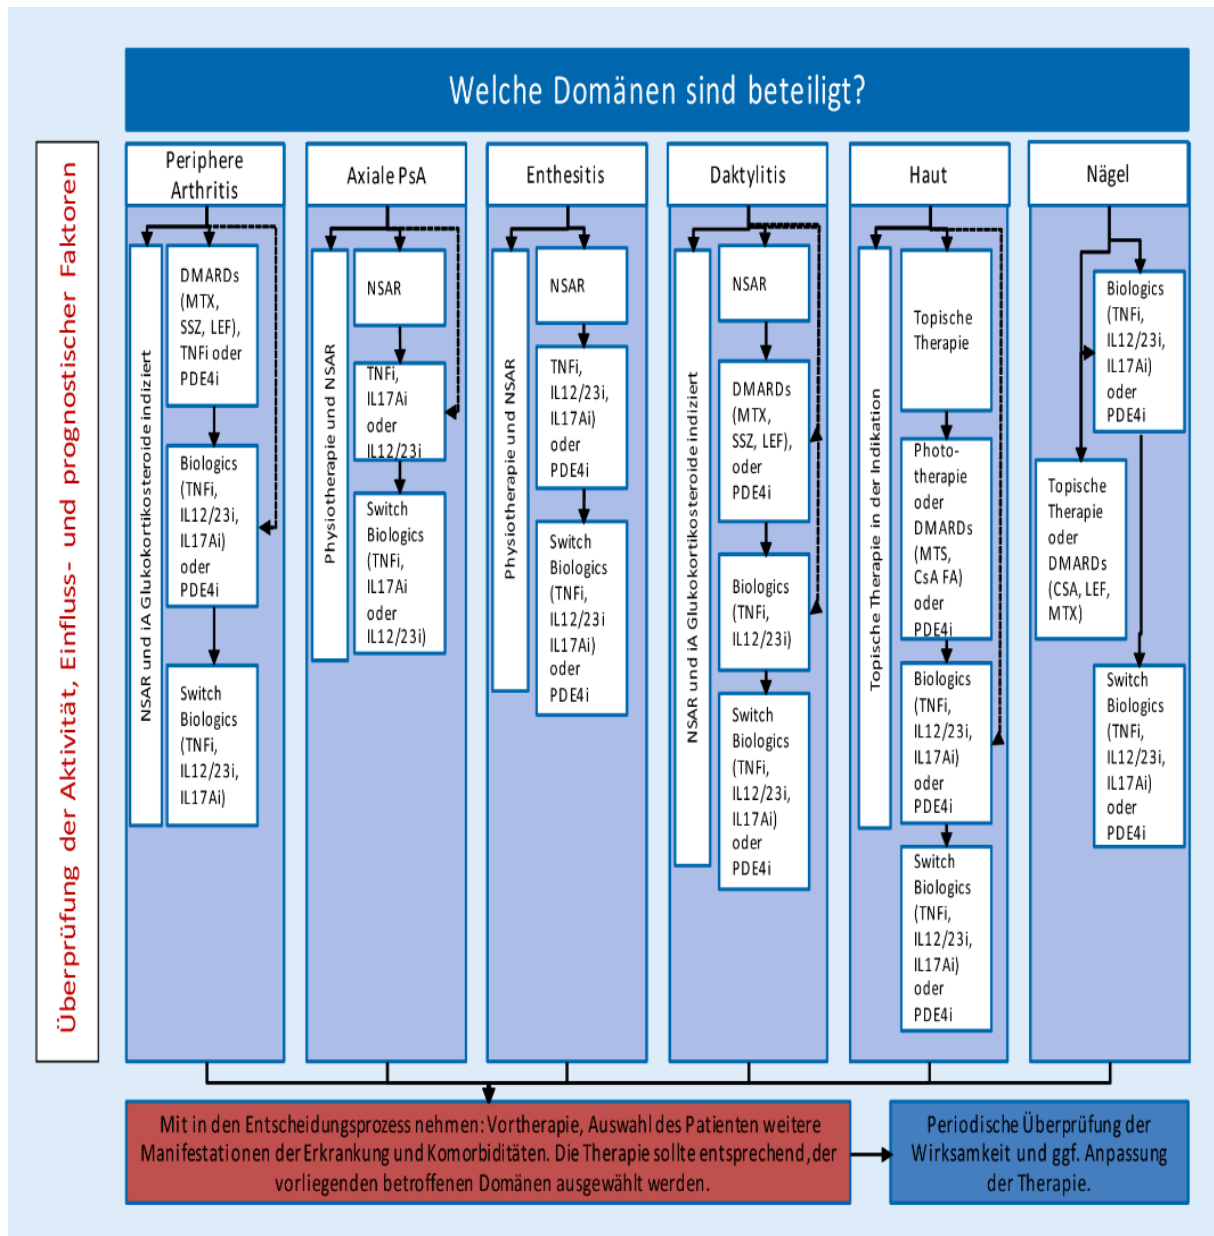 Welche Domänen sind beteiligt?
Überprüfung der Aktivität, Einfluss- und prognostischer Faktoren
Periphere
Arthritis
NSAR und iA Glukokortikosteroide indiziert
DMARDs
(MTX,
SSZ, LEF),
TNFi oder
PDE4i
Biologics
(TNFi,
IL12/23i,
IL17Ai)
oder
PDE4i
Switch
Biologics
(TNFi,
IL12/23i,
IL17Ai)
Axiale PsA
Physiotherapie und NSAR
NSAR
TNFi,
IL17Ai
oder
IL12/23i
Switch
Biologics
(TNFi,
IL17Ai
oder
IL12/23i)
Enthesitis
Physiotherapie und NSAR
NSAR
TNFi,
IL12/23i,
IL17Ai)
oder
PDE4i
Switch
Biologics
(TNFi,
IL12/23i
IL17Ai)
oder
PDE4i
Daktylitis
NSAR und iA Glukokortikosteroide indiziert
NSAR
DMARDs
(MTX,
SSZ, LEF),
oder
PDE4i
Biologics
(TNFi,
IL12/23i)
Switch
Biologics
(TNFi,
IL12/23i,
IL17Ai)
oder
PDE4i
Haut
Topische Therapie in der Indikation
Topische
Therapie
Photo-
therapie
oder
DMARDs
(MTS,
CsA FA)
oder
PDE4i
Biologics
(TNFi,
IL12/23i,
IL17Ai)
oder
PDE4i
Switch
Biologics
(TNFi,
IL12/23i,
IL17Ai)
oder
PDE4i
Nägel
Biologics
(TNFi,
IL12/23i,
IL17Ai)
oder
PDE4i
Topische
Therapie
oder
DMARDs
(CSA, LEF,
MTX)
Switch
Biologics
(TNFi,
IL12/23i,
IL17Ai)
oder
PDE4i
Mit in den Entscheidungsprozess nehmen: Vortherapie, Auswahl des Patienten weitere
Manifestationen der Erkrankung und Komorbiditäten. Die Therapie sollte entsprechend, der
vorliegenden betroffenen Domänen ausgewählt werden.
Periodische Überprüfung der
Wirksamkeit und ggf. Anpassung
der Therapie.